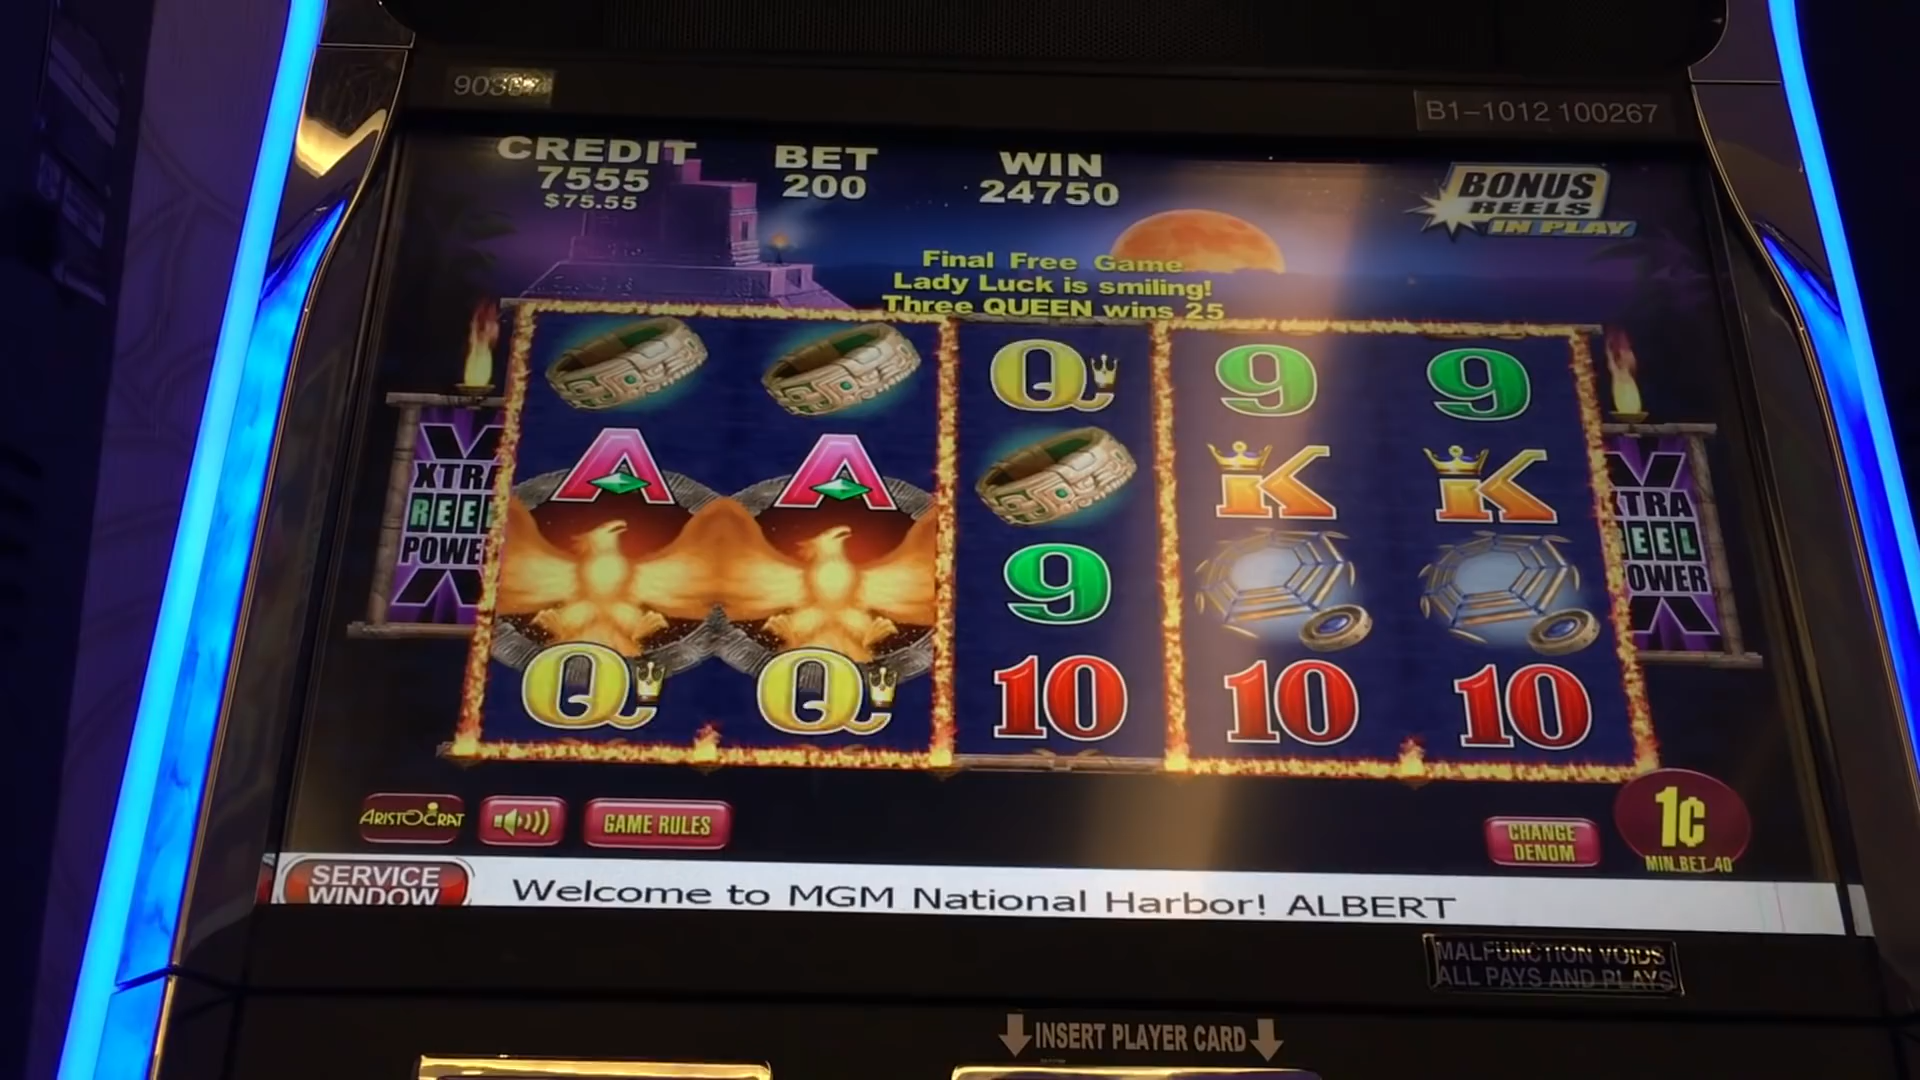 B1-1012 100267
CREDIT
7555
$75.55
BET
200
WIN
24750
BONUS
REELS
IN PLAY
Final Free Game
Lady Luck is smiling!
Three QUEEN wins 25
Q 9 9
A A K K
9
Q Q 10 10 10
XTRA
REEL
POWER
XTRA
REEL
POWER
ARISTOCRAT
GAME RULES
CHANGE
DENOM
1¢
MIN.BET 40
SERVICE
WINDOW
Welcome to MGM National Harbor! ALBERT
MALFUNCTION VOIDS
ALL PAYS AND PLAYS
INSERT PLAYER CARD